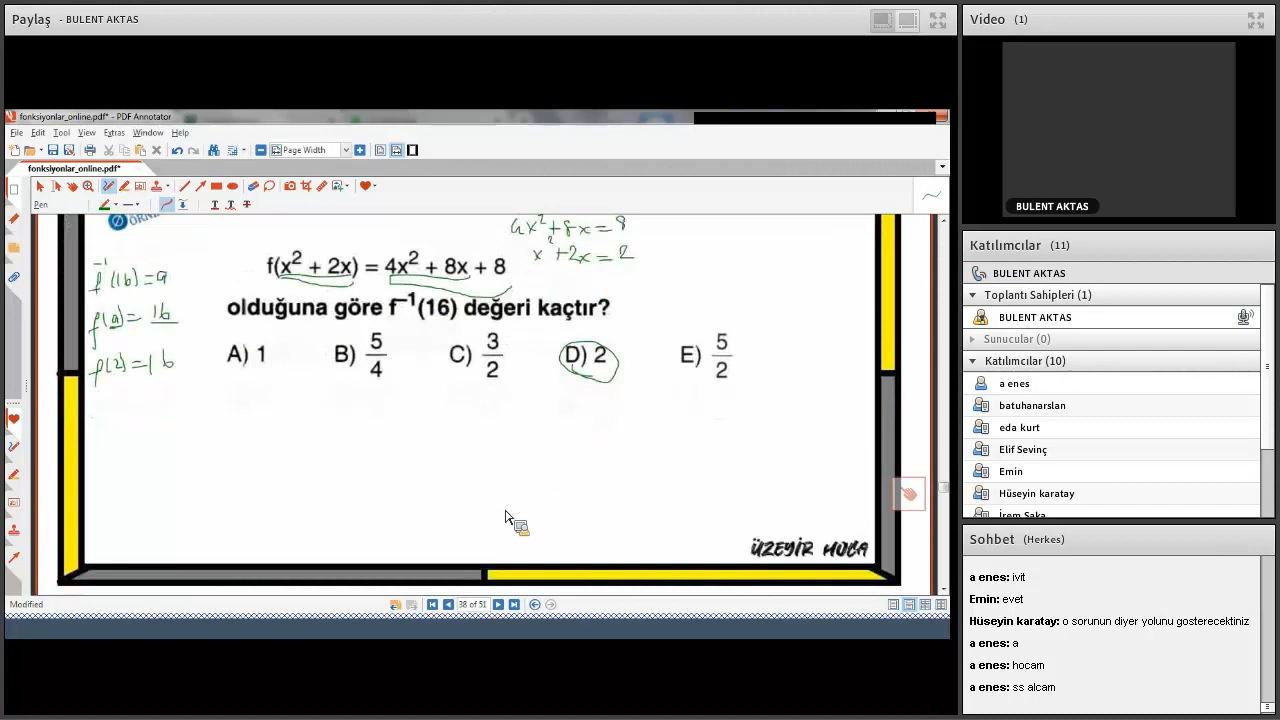 Paylaş - BULENT AKTAS
fonksiyonlar_online.pdf* - PDF Annotator
File Edit Tool View Extras Window Help
Page Width
fonksiyonlar_online.pdf*
Pen
4x² + 8x = 8
x² + 2x = 2
f(x² + 2x) = 4x² + 8x + 8
f⁻¹(16) = a
olduğuna göre f⁻¹(16) değeri kaçtır?
f(a) = 16
A) 1 B) 5/4 C) 3/2 D) 2 E) 5/2
f(2) = 16
ÜZEYİR HOCA
Modified
38 of 51
Video (1)
BULENT AKTAS
Katılımcılar (11)
BULENT AKTAS
Toplantı Sahipleri (1)
BULENT AKTAS
Sunucular (0)
Katılımcılar (10)
a enes
batuhanarslan
eda kurt
Elif Sevinç
Emin
Hüseyin karatay
İrem Saka
Sohbet (Herkes)
a enes: ivit
Emin: evet
Hüseyin karatay: o sorunun diyer yolunu gosterecektiniz
a enes: a
a enes: hocam
a enes: ss alcam